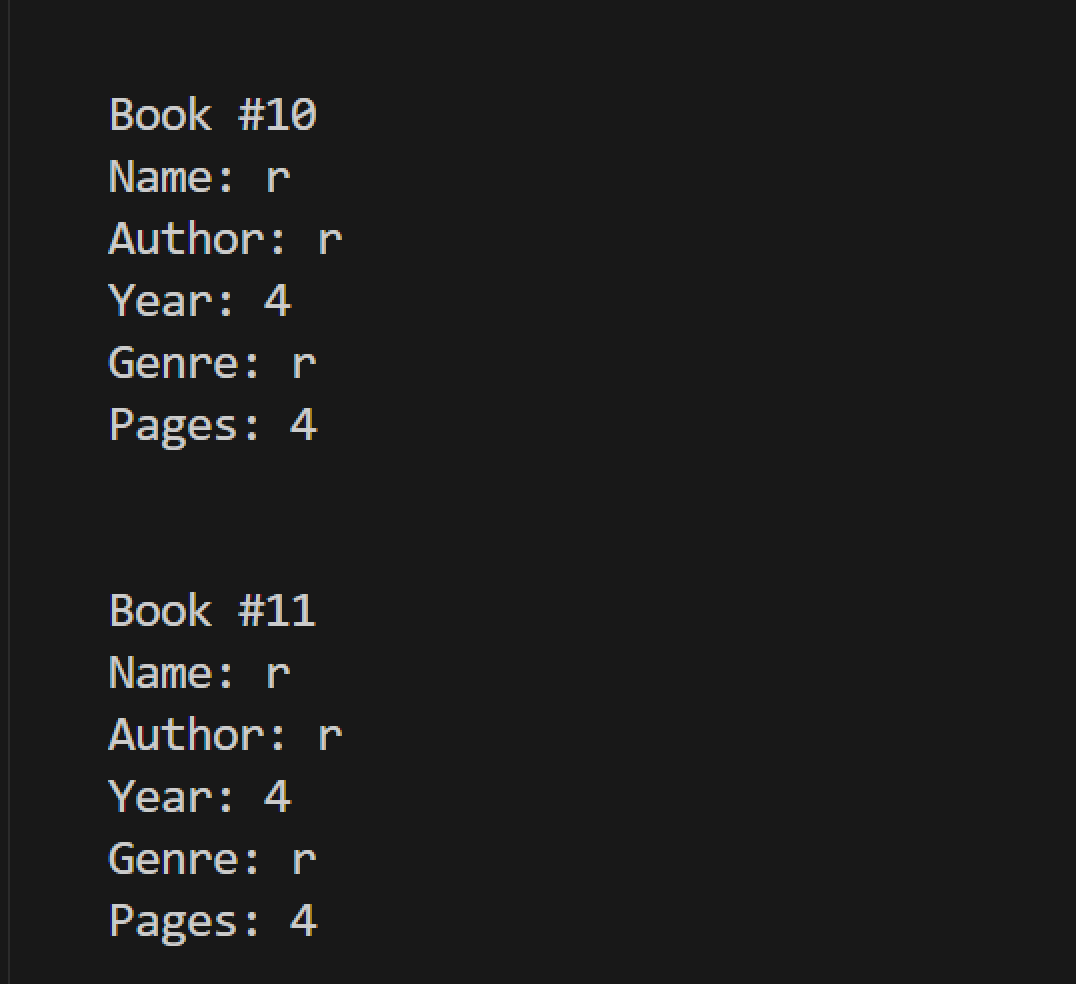 Book #10
Name: r
Author: r
Year: 4
Genre: r
Pages: 4
Book #11
Name: r
Author: r
Year: 4
Genre: r
Pages: 4